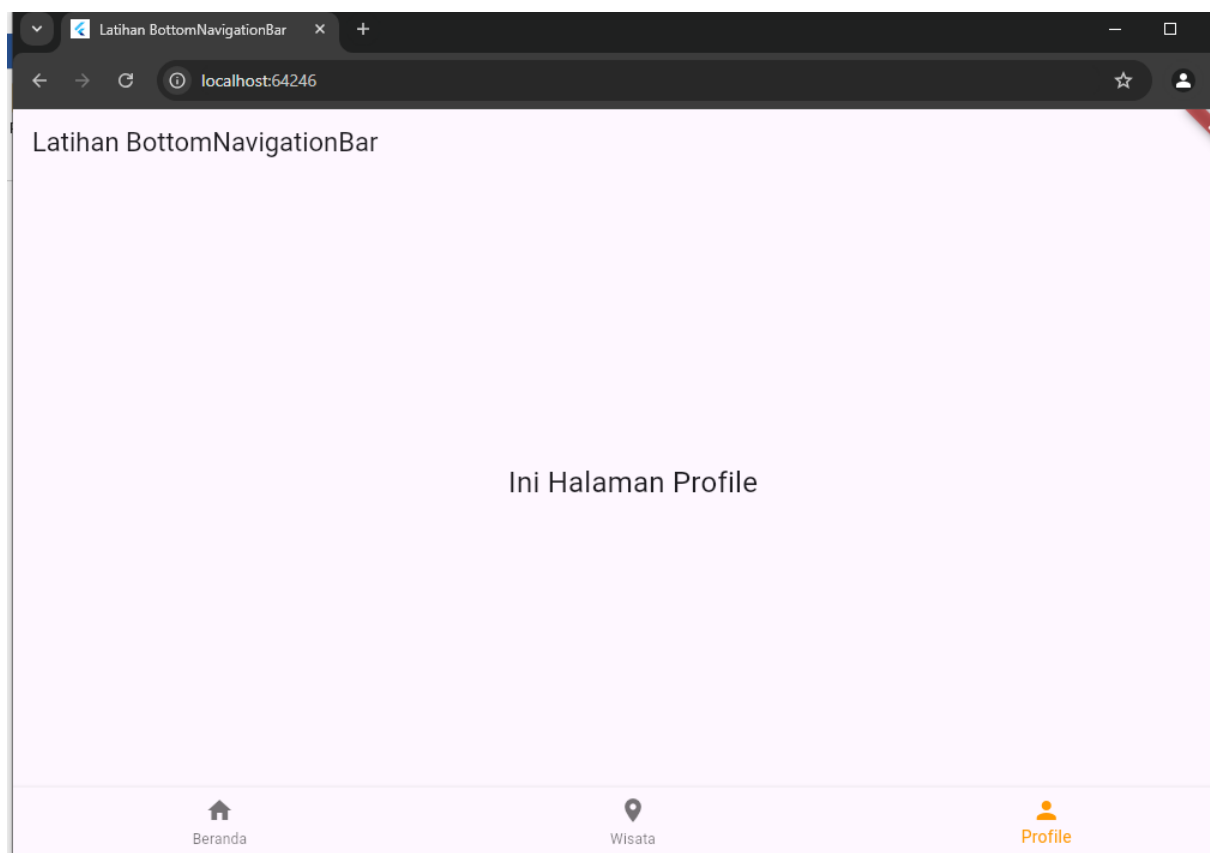 Latihan BottomNavigationBar
localhost:64246
Latihan BottomNavigationBar
Ini Halaman Profile
Beranda
Wisata
Profile